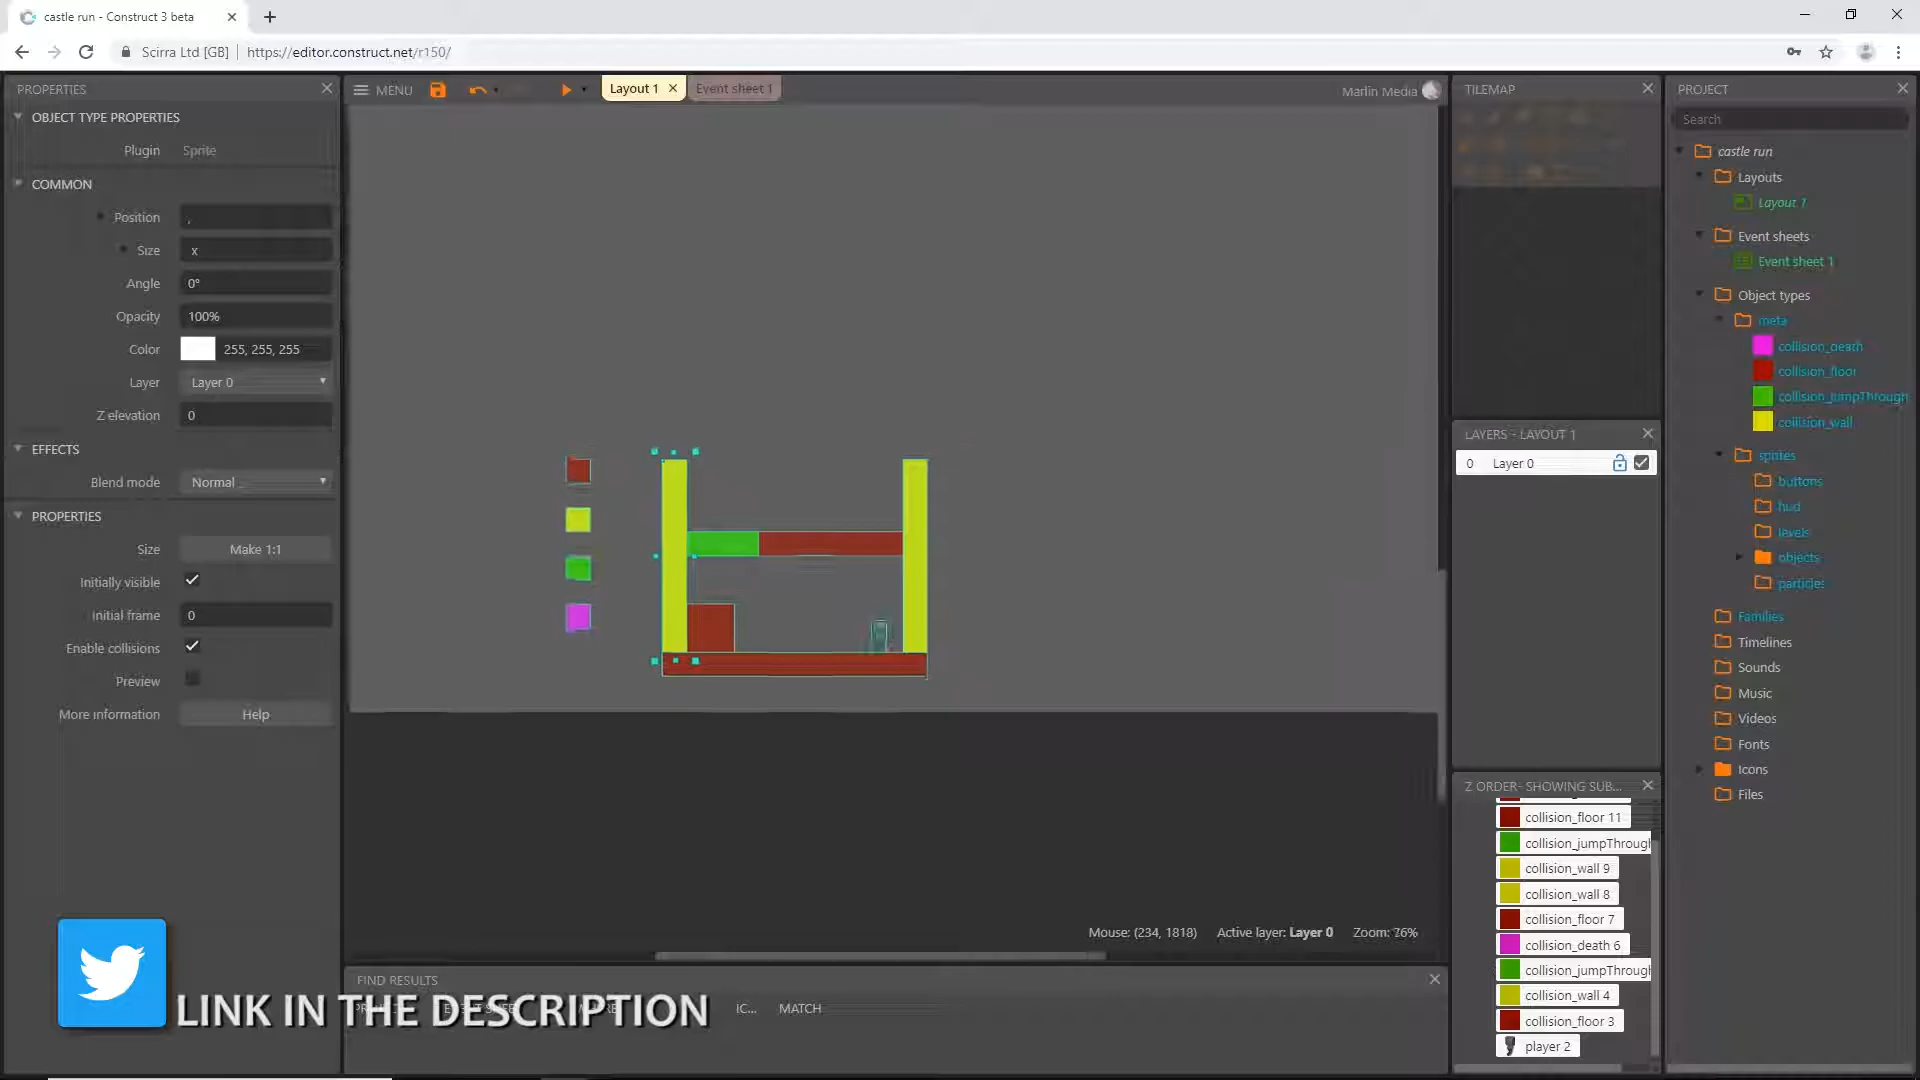 castle run - Construct 3 beta
Scirra Ltd [GB] https://editor.construct.net/r150/
PROPERTIES
OBJECT TYPE PROPERTIES
Plugin Sprite
COMMON
Position ,
Size x
Angle 0°
Opacity 100%
Color 255, 255, 255
Layer Layer 0
Z elevation 0
EFFECTS
Blend mode Normal
PROPERTIES
Size Make 1:1
Initially visible
Initial frame 0
Enable collisions
Preview
More information Help
MENU
Layout 1
Event sheet 1
Marlin Media
Mouse: (234, 1818) Active layer: Layer 0 Zoom: 76%
FIND RESULTS
IC... MATCH
LINK IN THE DESCRIPTION
TILEMAP
LAYERS - LAYOUT 1
0 Layer 0
Z ORDER- SHOWING SUB...
collision_floor 11
collision_jumpThrough
collision_wall 9
collision_wall 8
collision_floor 7
collision_death 6
collision_jumpThrough
collision_wall 4
collision_floor 3
player 2
PROJECT
Search
castle run
Layouts
Layout 1
Event sheets
Event sheet 1
Object types
meta
collision_death
collision_floor
collision_jumpThrough
collision_wall
sprites
buttons
hud
levels
objects
particles
Families
Timelines
Sounds
Music
Videos
Fonts
Icons
Files